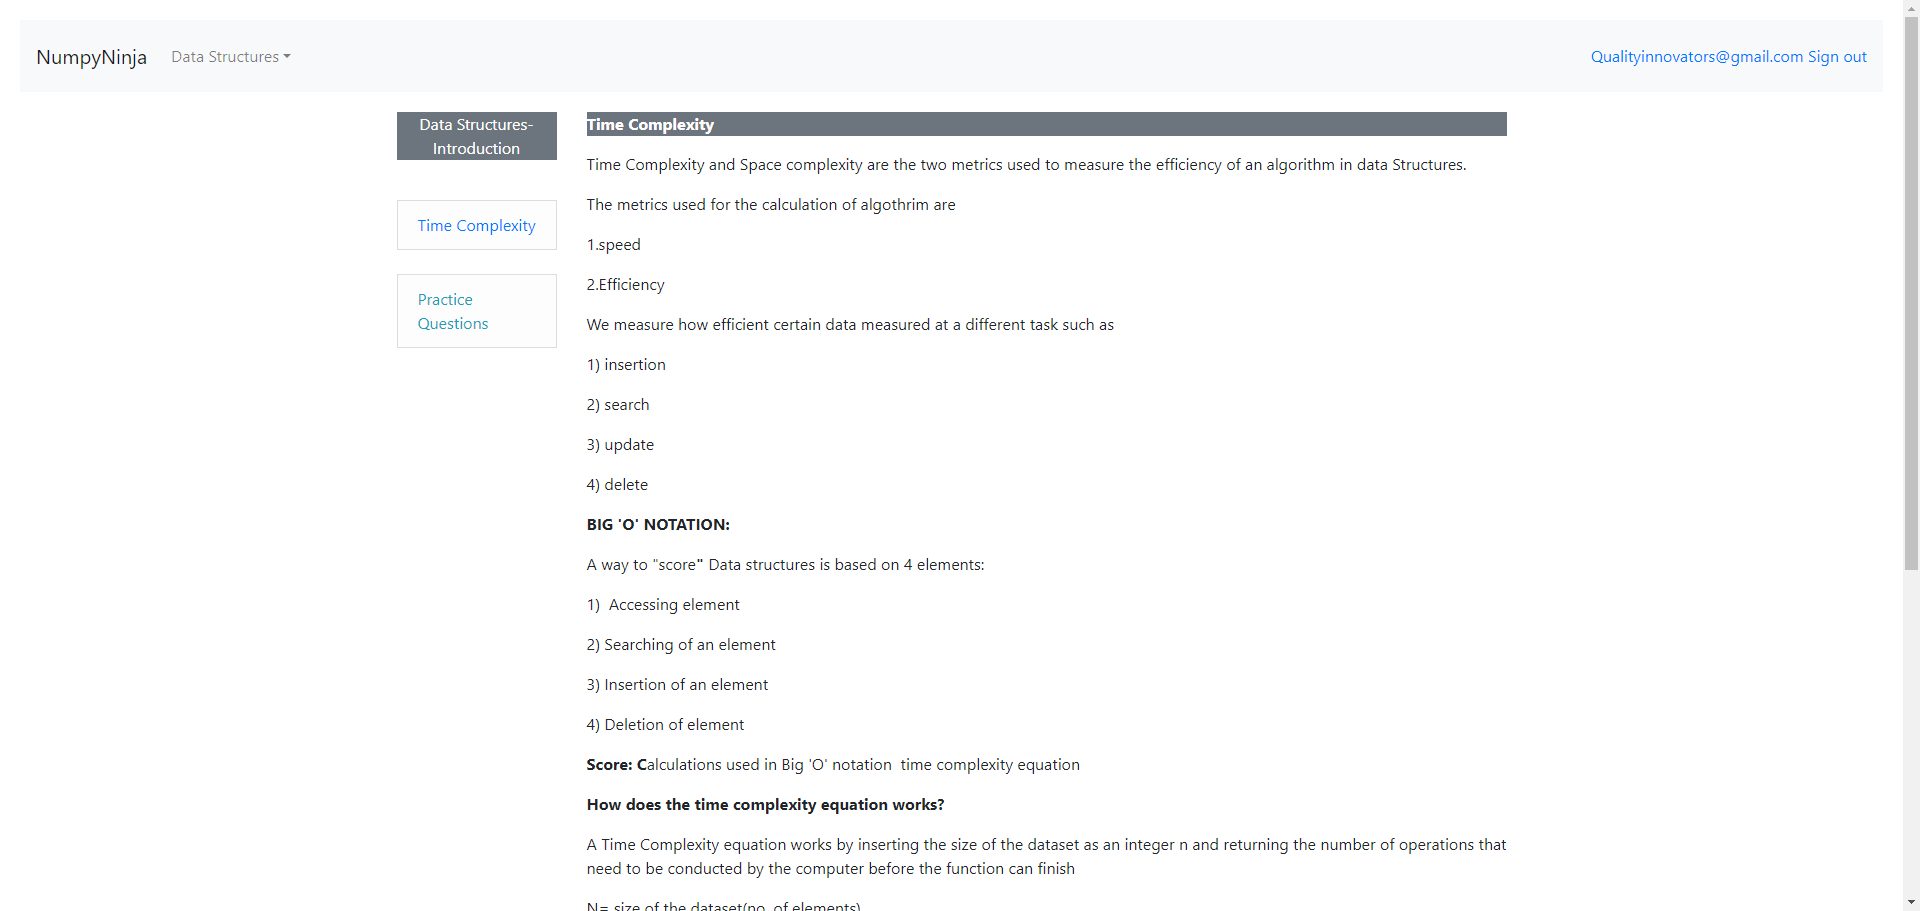 NumpyNinja Data Structures Qualityinnovators@gmail.com Sign out
Data Structures-
Introduction
Time Complexity
Practice
Questions
Time Complexity
Time Complexity and Space complexity are the two metrics used to measure the efficiency of an algorithm in data Structures.
The metrics used for the calculation of algothrim are
1.speed
2.Efficiency
We measure how efficient certain data measured at a different task such as
1) insertion
2) search
3) update
4) delete
BIG 'O' NOTATION:
A way to "score" Data structures is based on 4 elements:
1)  Accessing element
2) Searching of an element
3) Insertion of an element
4) Deletion of element
Score: Calculations used in Big 'O' notation  time complexity equation
How does the time complexity equation works?
A Time Complexity equation works by inserting the size of the dataset as an integer n and returning the number of operations that
need to be conducted by the computer before the function can finish
N= size of the dataset(no. of elements)